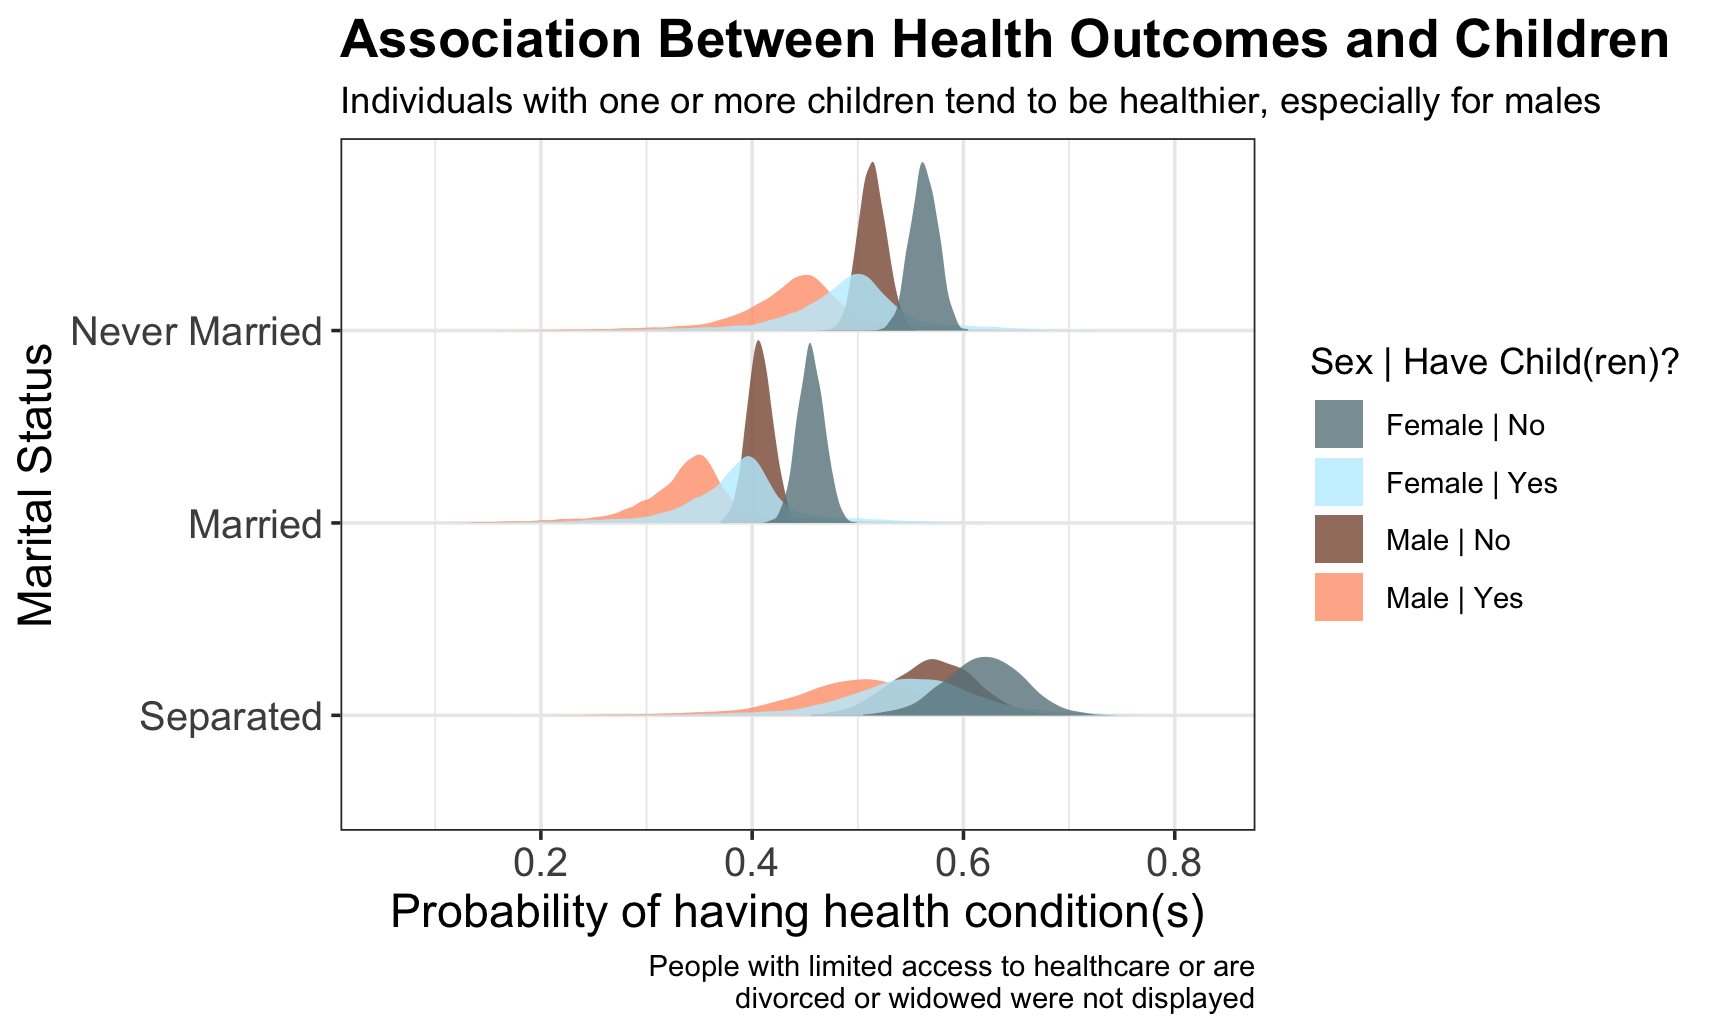 Association Between Health Outcomes and Children
Individuals with one or more children tend to be healthier, especially for males
Marital Status
Never Married
Married
Separated
0.2
0.4
0.6
0.8
Probability of having health condition(s)
Sex | Have Child(ren)?
Female | No
Female | Yes
Male | No
Male | Yes
People with limited access to healthcare or are
divorced or widowed were not displayed